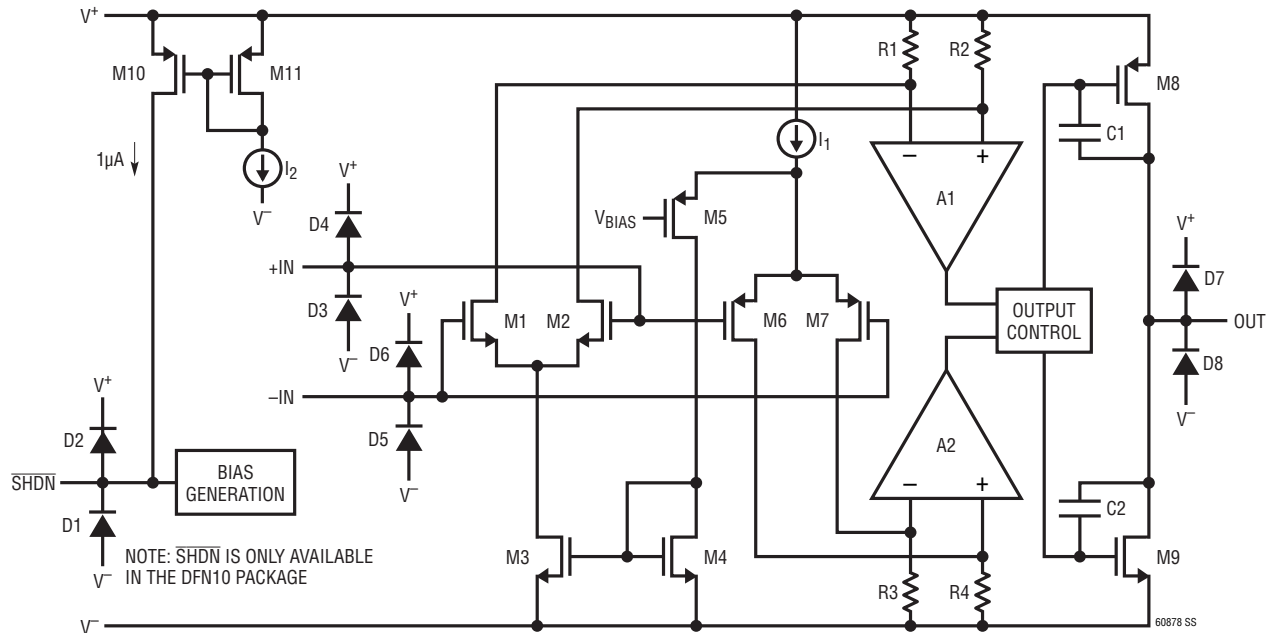 V+
M10
M11
R1
R2
M8
C1
1µA
I2
V–
I1
– +
A1
V+
D4
VBIAS
M5
V+
D7
+IN
D3
V–
V+
D6
M1
M2
M6
M7
OUTPUT
CONTROL
OUT
D8
V–
–IN
V+
D5
V–
A2
– +
D2
SHDN
BIAS
GENERATION
D1
V–
C2
NOTE: SHDN IS ONLY AVAILABLE
IN THE DFN10 PACKAGE
M3
M4
M9
R3
R4
V–
60878 SS